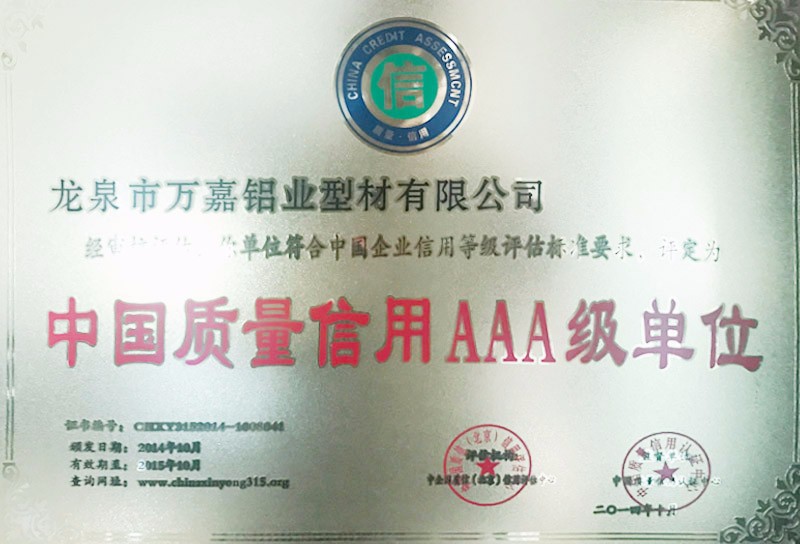 CHINA CREDIT ASSESSMCNT
信
质量·信用
龙泉市万嘉铝业型材有限公司
单位符合中国企业信用等级评估标准要求，评定为
中国质量信用AAA级单位
证书编号：
颁发日期：2014年10月
有效期至：2015年10月
查询网址：www.chinaxinyong315.org
评估机构
二〇一四年十月